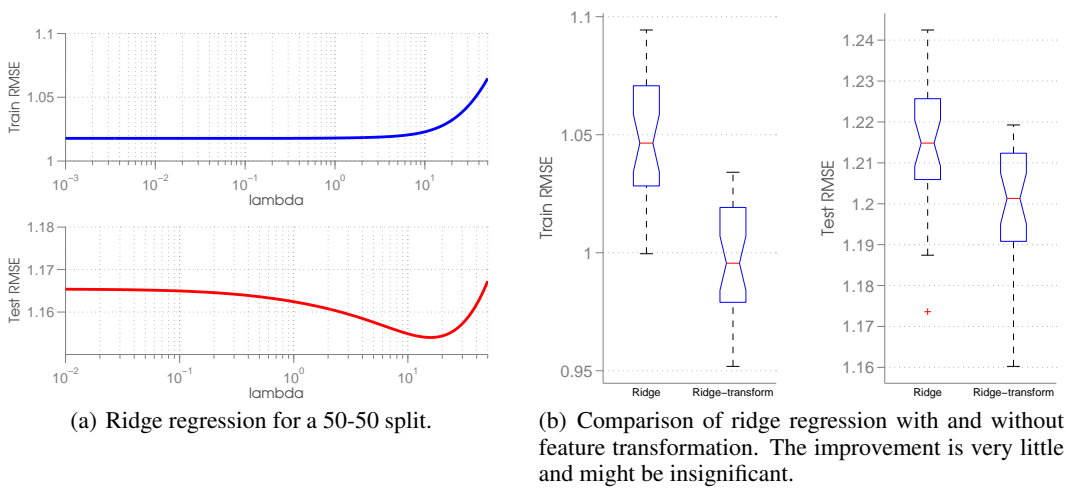 1.1
1.05
1
Train RMSE
10^-3 10^-2 10^-1 10^0 10^1
lambda
1.18
1.17
1.16
Test RMSE
10^-2 10^-1 10^0 10^1
lambda
(a) Ridge regression for a 50-50 split.
1.1
1.05
1
0.95
Train RMSE
Ridge Ridge−transform
1.24
1.23
1.22
1.21
1.2
1.19
1.18
1.17
1.16
Test RMSE
Ridge Ridge−transform
(b) Comparison of ridge regression with and without
feature transformation. The improvement is very little
and might be insignificant.